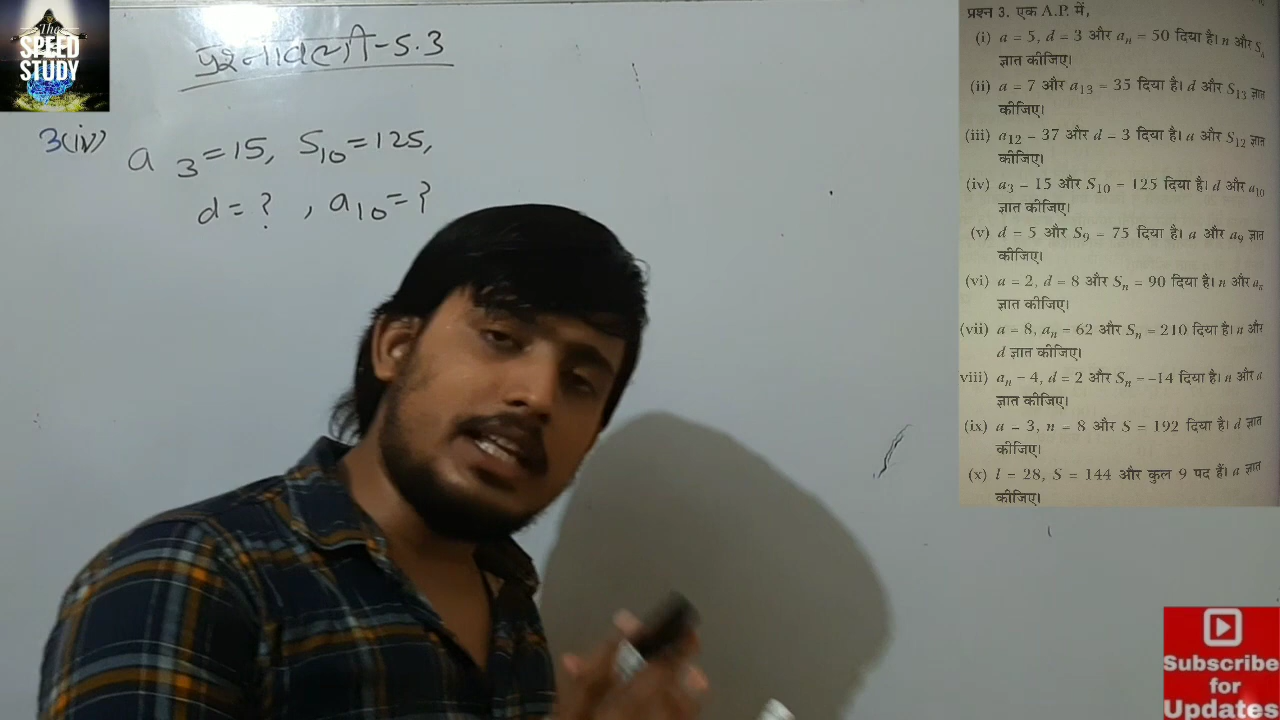 The
SPEED
STUDY
प्रश्नावली-5.3
3(iv) a 3=15, S10=125,
d=? , a10=?
प्रश्न 3. एक A.P. में,
(i) a = 5, d = 3 और an = 50 दिया है। n और Sn
ज्ञात कीजिए।
(ii) a = 7 और a13 = 35 दिया है। d और S13 ज्ञात
कीजिए।
(iii) a12 = 37 और d = 3 दिया है। a और S12 ज्ञात
कीजिए।
(iv) a3 = 15 और S10 = 125 दिया है। d और a10
ज्ञात कीजिए।
(v) d = 5 और S9 = 75 दिया है। a और a9 ज्ञात
कीजिए।
(vi) a = 2, d = 8 और Sn = 90 दिया है। n और an
ज्ञात कीजिए।
(vii) a = 8, an = 62 और Sn = 210 दिया है। n और
d ज्ञात कीजिए।
viii) an = 4, d = 2 और Sn = –14 दिया है। n और a
ज्ञात कीजिए।
(ix) a = 3, n = 8 और S = 192 दिया है। d ज्ञात
कीजिए।
(x) l = 28, S = 144 और कुल 9 पद हैं। a ज्ञात
कीजिए।
Subscribe
for
Updates